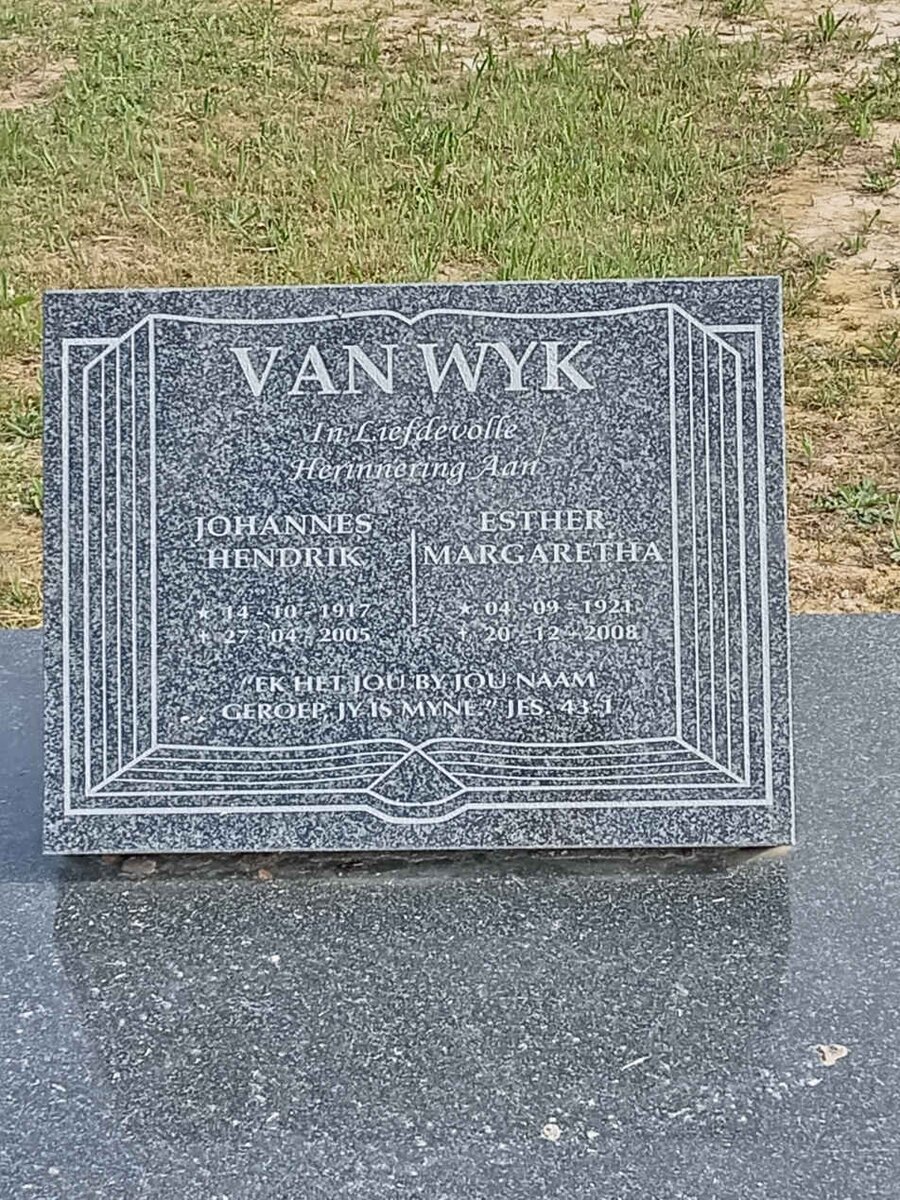 VAN WYK
In Liefdevolle
Herinnering Aan
JOHANNES
HENDRIK
★ 14 - 10 - 1917
† 27 - 04 - 2005
ESTHER
MARGARETHA
★ 04 - 09 - 1921
† 20 - 12 - 2008
"EK HET JOU BY JOU NAAM
GEROEP, JY IS MYNE." JES. 43-1